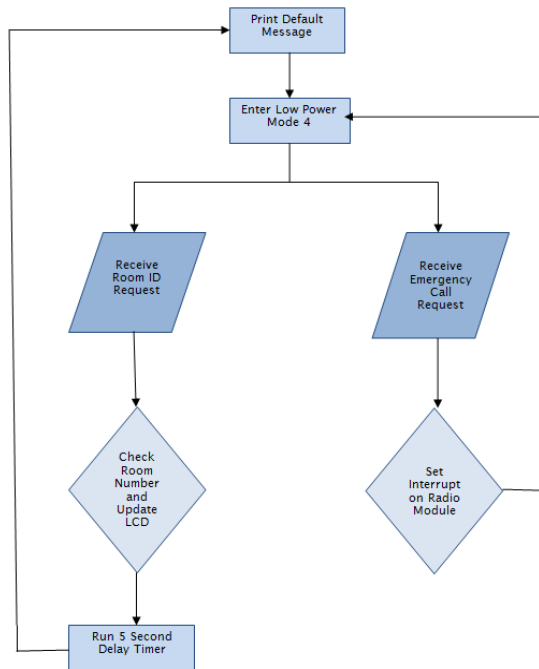 Print Default
Message
Enter Low Power
Mode 4
Receive
Room ID
Request
Receive
Emergency
Call
Request
Check
Room
Number
and
Update
LCD
Set
Interrupt
on Radio
Module
Run 5 Second
Delay Timer